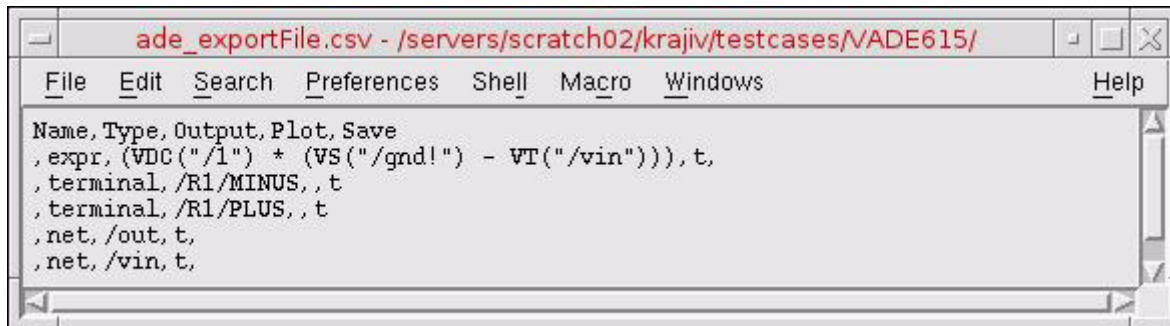 ade_exportFile.csv - /servers/scratch02/krajiv/testcases/VADE615/
File Edit Search Preferences Shell Macro Windows Help
Name,Type,Output,Plot,Save
,expr,(VDC("/1") * (VS("/gnd!") - VT("/vin"))),t,
,terminal,/R1/MINUS,,t
,terminal,/R1/PLUS,,t
,net,/out,t,
,net,/vin,t,